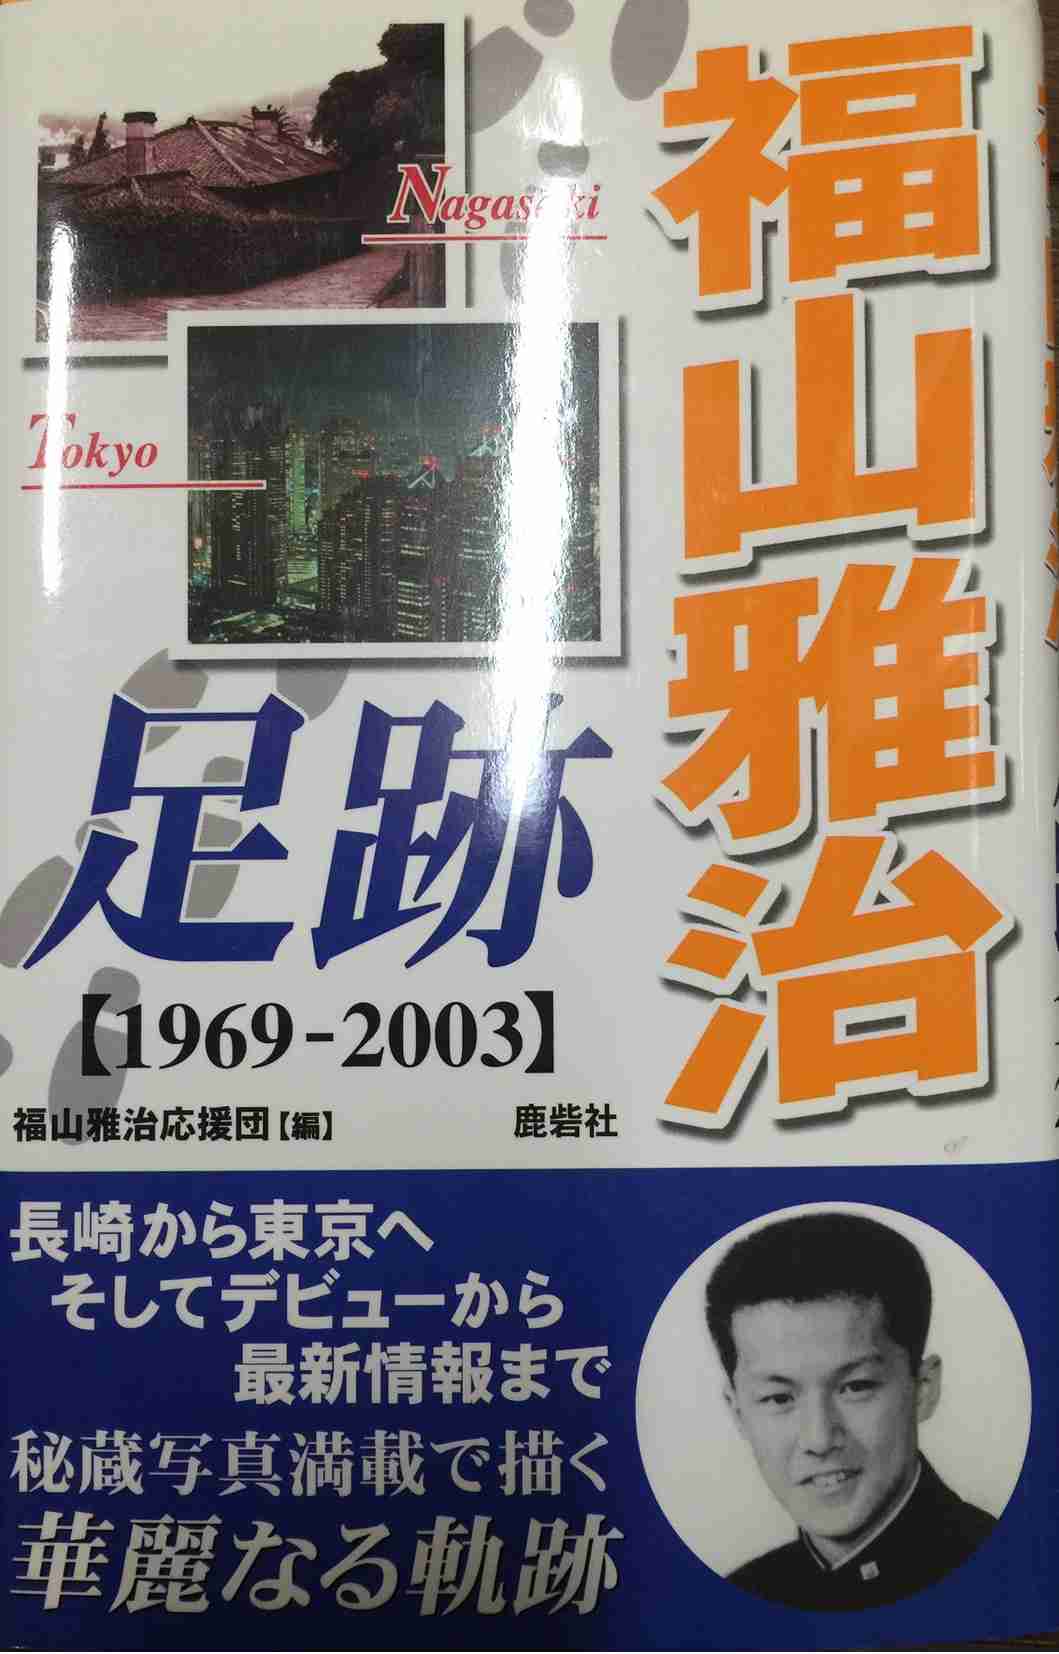 福山雅治
Nagasaki
Tokyo
足跡
【1969-2003】
福山雅治応援団【編】
鹿砦社
長崎から東京へ
そしてデビューから
最新情報まで
秘蔵写真満載で描く
華麗なる軌跡